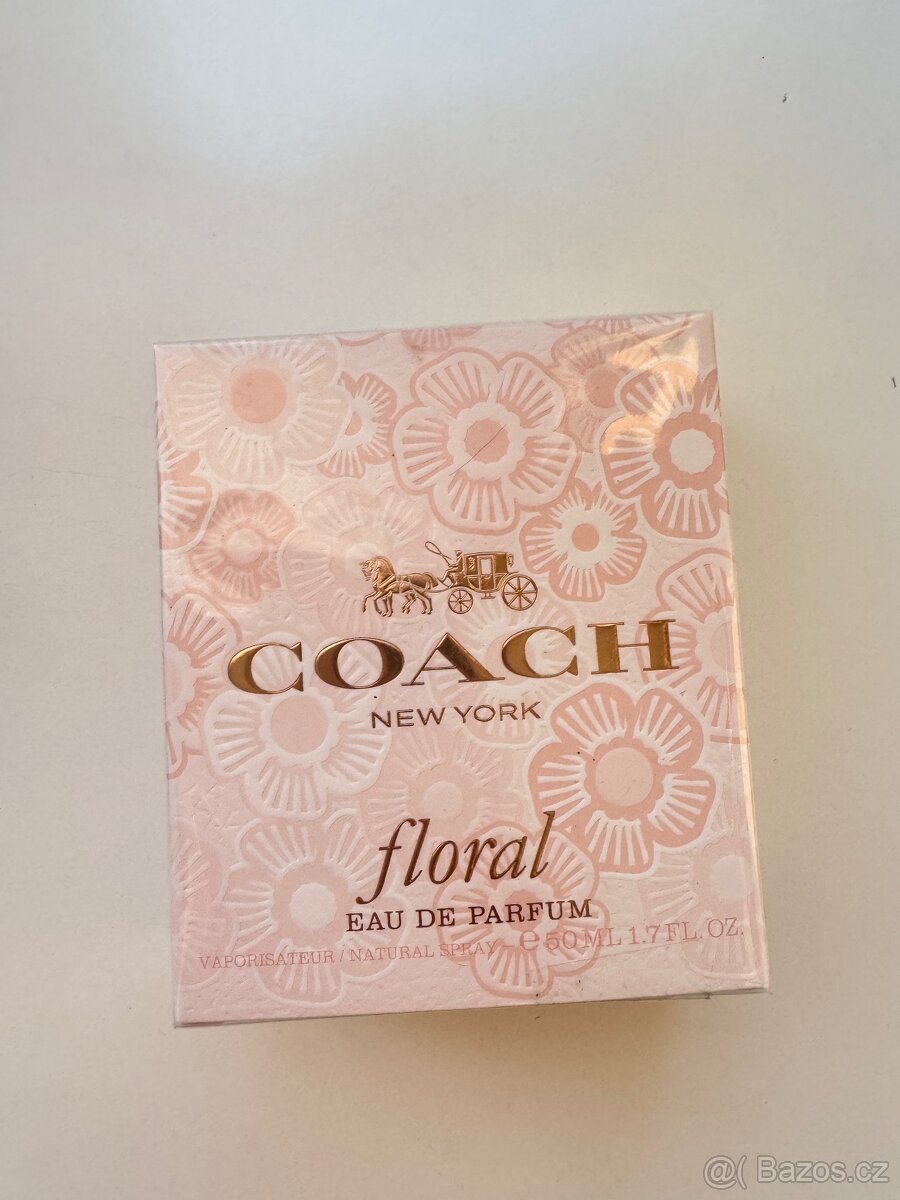 COACH
NEW YORK
floral
EAU DE PARFUM
VAPORISATEUR / NATURAL SPRAY - ℮ 50 ML 1.7 FL. OZ.
@( Bazos.cz